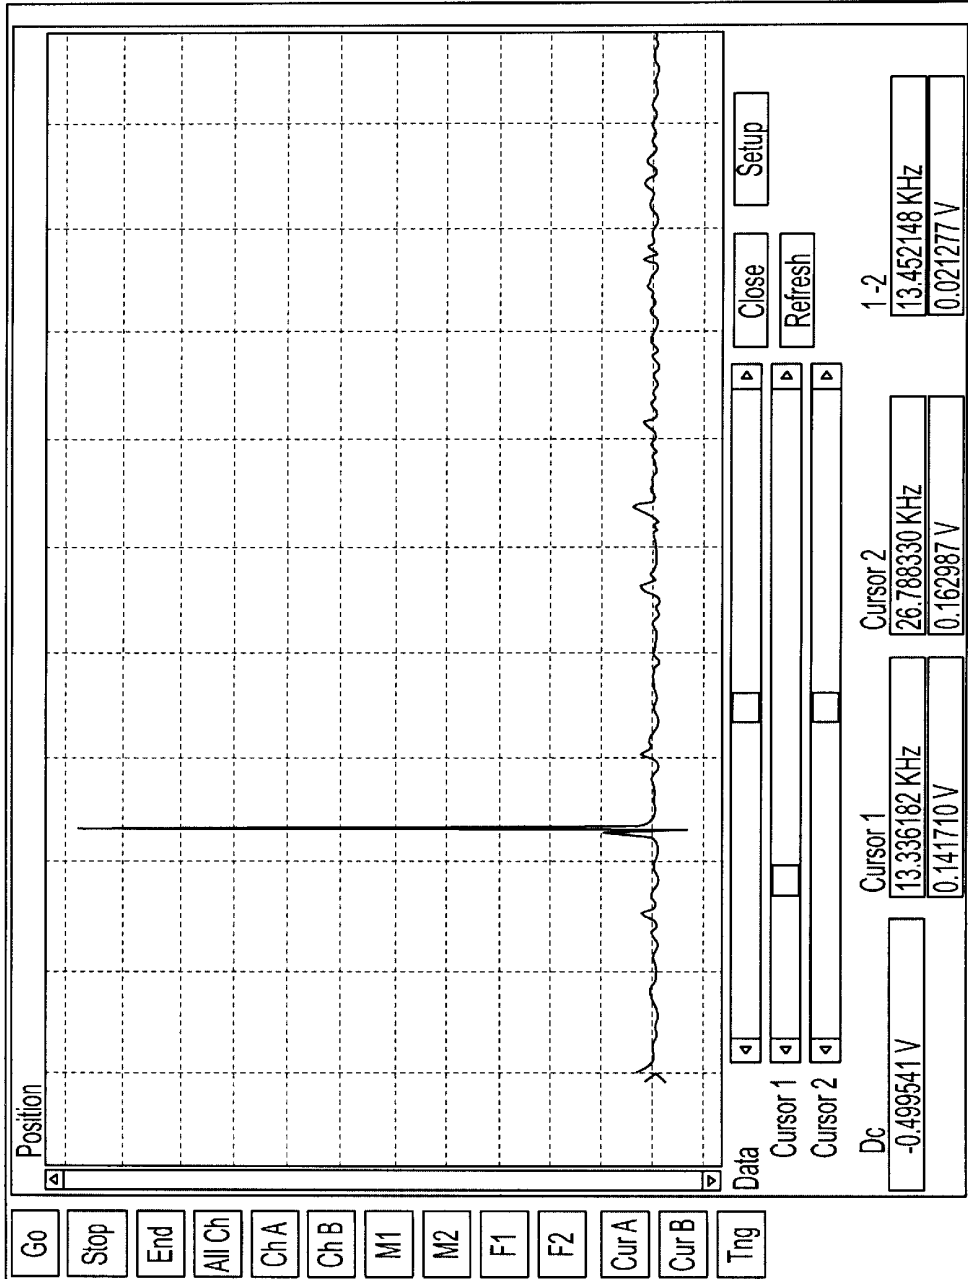 Go
Stop
End
All Ch
Ch A
Ch B
M1
M2
F1
F2
Cur A
Cur B
Tng
Position
Data
Cursor 1
Cursor 2
Close
Setup
Refresh
Dc
-0.499541 V
Cursor 1
13.336182 KHz
0.141710 V
Cursor 2
26.788330 KHz
0.162987 V
1 -2
13.452148 KHz
0.021277 V